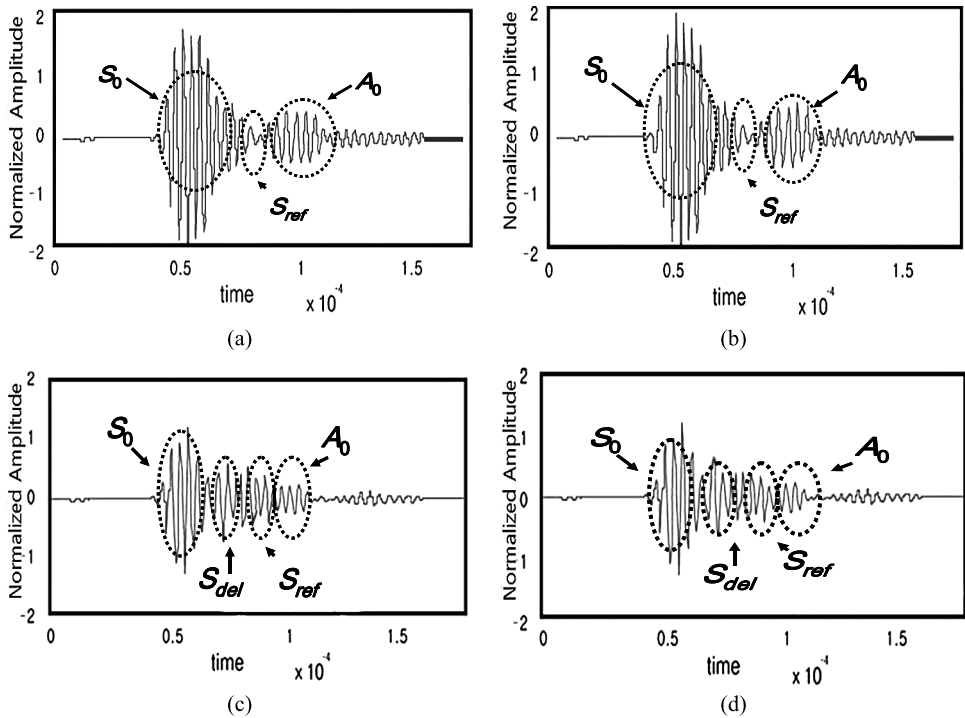 2
1
0
-1
-2
Normalized Amplitude
S0
A0
Sref
0
0.5
1
1.5
time
x 10-4
(a)
2
1
0
-1
-2
Normalized Amplitude
S0
A0
Sref
0
0.5
1
1.5
time
x 10-4
(b)
2
1
0
-1
-2
Normalized Amplitude
S0
A0
Sdel
Sref
0
0.5
1
1.5
time
x 10-4
(c)
2
1
0
-1
-2
Normalized Amplitude
S0
A0
Sdel
Sref
0
0.5
1
1.5
time
x 10-4
(d)